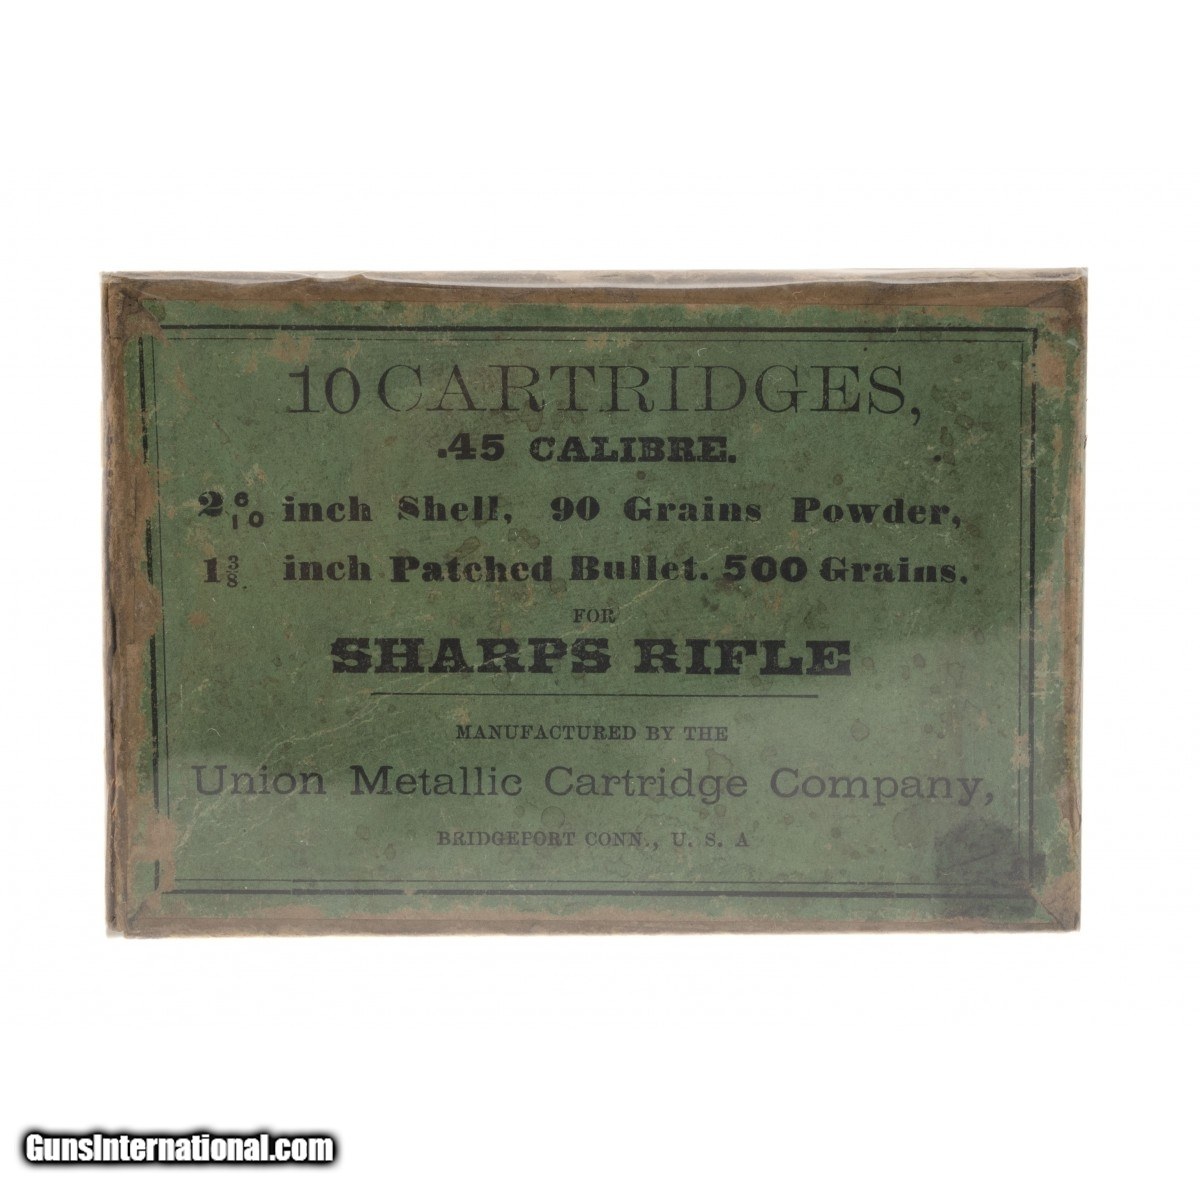 10 CARTRIDGES,
.45 CALIBRE.
2 6/10 inch Shell, 90 Grains Powder,
1 3/8. inch Patched Bullet. 500 Grains.
FOR
SHARPS RIFLE
MANUFACTURED BY THE
Union Metallic Cartridge Company,
BRIDGEPORT CONN., U. S. A
GunsInternational.com